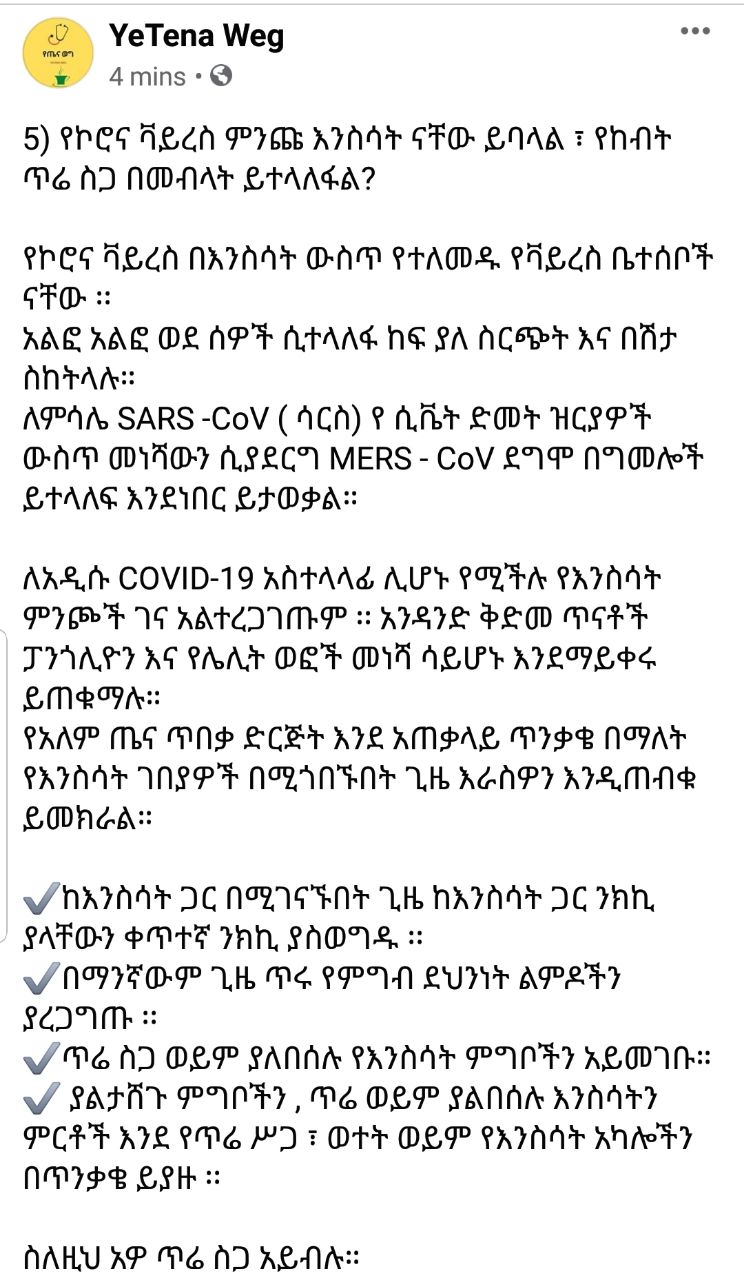 YeTena Weg
የጤና ወግ
4 mins •
5) የኮሮና ቫይረስ ምንጩ እንስሳት ናቸው ይባላል ፣ የከብት
ጥሬ ስጋ በመብላት ይተላለፋል?
የኮሮና ቫይረስ በእንስሳት ውስጥ የተለመዱ የቫይረስ ቤተሰቦች
ናቸው ፡፡
አልፎ አልፎ ወደ ሰዎች ሲተላለፋ ከፍ ያለ ስርጭት እና በሽታ
ስከትላሉ።
ለምሳሌ SARS -CoV ( ሳርስ) የ ሲቬት ድመት ዝርያዎች
ውስጥ መነሻውን ሲያደርግ MERS - CoV ደግሞ በግመሎች
ይተላለፍ እንደነበር ይታወቃል።
ለአዲሱ COVID-19 አስተላላፊ ሊሆኑ የሚችሉ የእንስሳት
ምንጮች ገና አልተረጋገጡም ፡፡ አንዳንድ ቅድመ ጥናቶች
ፓንጎሊዮን እና የሌሊት ወፎች መነሻ ሳይሆኑ እንደማይቀሩ
ይጠቁማሉ።
የአለም ጤና ጥበቃ ድርጅት እንደ አጠቃላይ ጥንቃቄ በማለት
የእንስሳት ገበያዎች በሚጎበኙበት ጊዜ እራስዎን እንዲጠብቁ
ይመክራል።
✔ከእንስሳት ጋር በሚገናኙበት ጊዜ ከእንስሳት ጋር ንክኪ
ያላቸውን ቀጥተኛ ንክኪ ያስወግዱ ፡፡
✔በማንኛውም ጊዜ ጥሩ የምግብ ደህንነት ልምዶችን
ያረጋግጡ ፡፡
✔ጥሬ ስጋ ወይም ያለበሰሉ የእንስሳት ምግቦችን አይመገቡ።
✔ ያልታሸጉ ምግቦችን , ጥሬ ወይም ያልበሰሉ እንስሳትን
ምርቶች እንደ የጥሬ ሥጋ ፣ ወተት ወይም የእንስሳት አካሎችን
በጥንቃቄ ይያዙ ፡፡
ስለዚህ አዎ ጥሬ ስጋ አይብሉ።